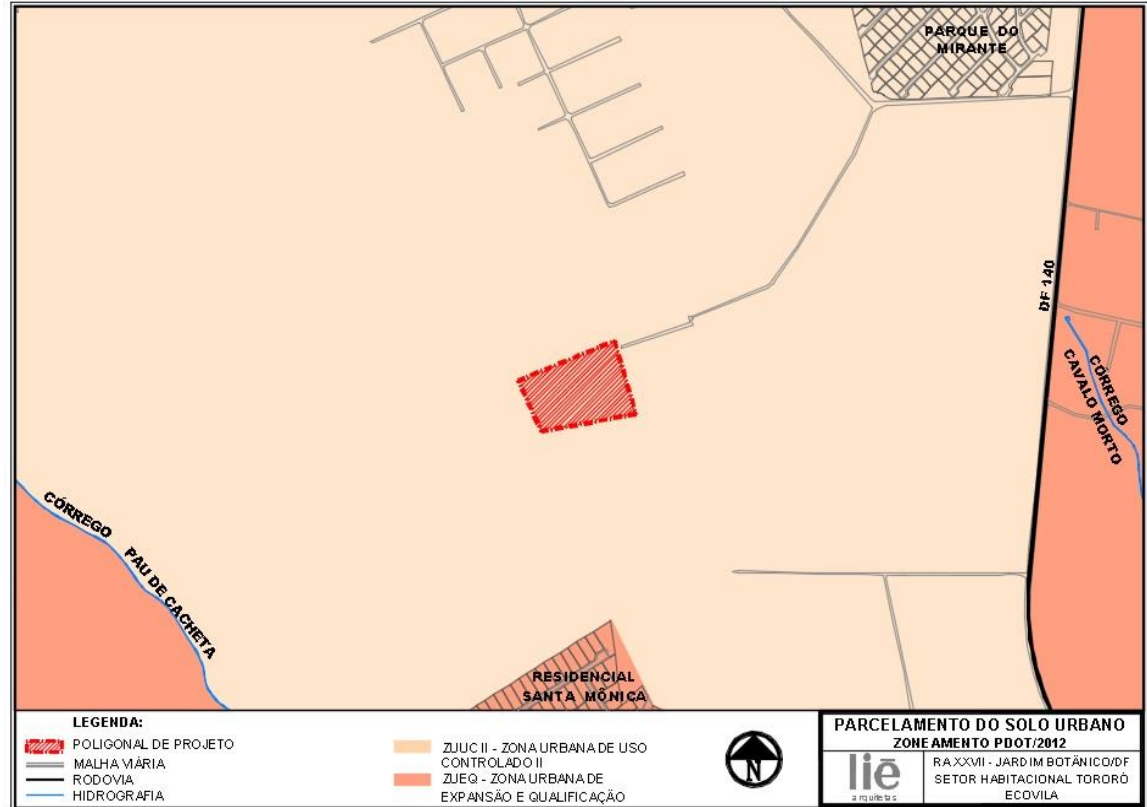 PARQUE DO
MIRANTE
DF 140
CÓRREGO
CAVALO MORTO
CÓRREGO PAU DE CACHETA
RESIDENCIAL
SANTA MÔNICA
LEGENDA:
POLIGONAL DE PROJETO
MALHA VIÁRIA
RODOVIA
HIDROGRAFIA
ZUUC II - ZONA URBANA DE USO
CONTROLADO II
ZUEQ - ZONA URBANA DE
EXPANSÃO E QUALIFICAÇÃO
N
PARCELAMENTO DO SOLO URBANO
ZONEAMENTO PDOT/2012
liē
arquitetas
RA XXVII - JARDIM BOTÂNICO/DF
SETOR HABITACIONAL TORORÓ
ECOVILA